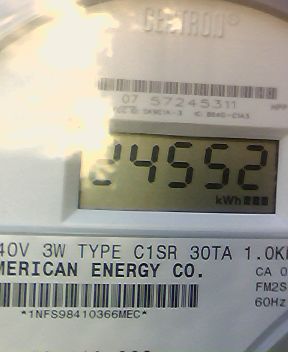 CENTRON®
07 57245311
24552
kWh
40V 3W TYPE C1SR 30TA 1.0K
MERICAN ENERGY CO.
CA 0
FM2S
60Hz
*1NFS98410366MEC*